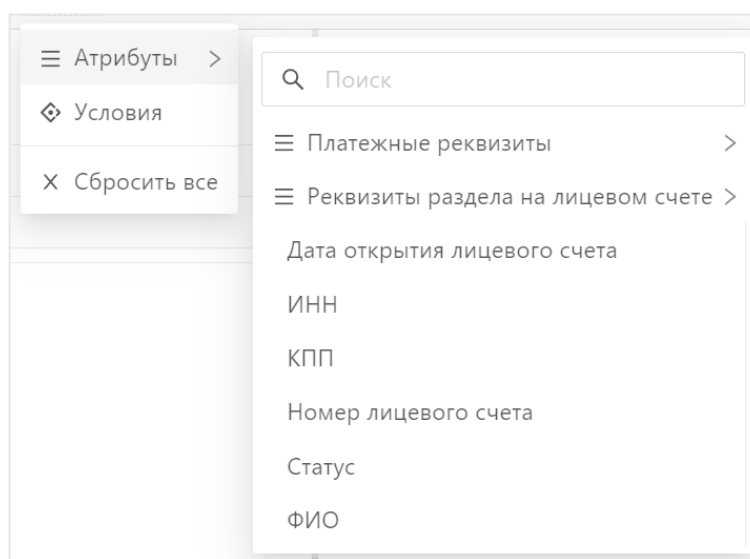 Атрибуты
Условия
Сбросить все
Поиск
Платежные реквизиты
Реквизиты раздела на лицевом счете
Дата открытия лицевого счета
ИНН
КПП
Номер лицевого счета
Статус
ФИО